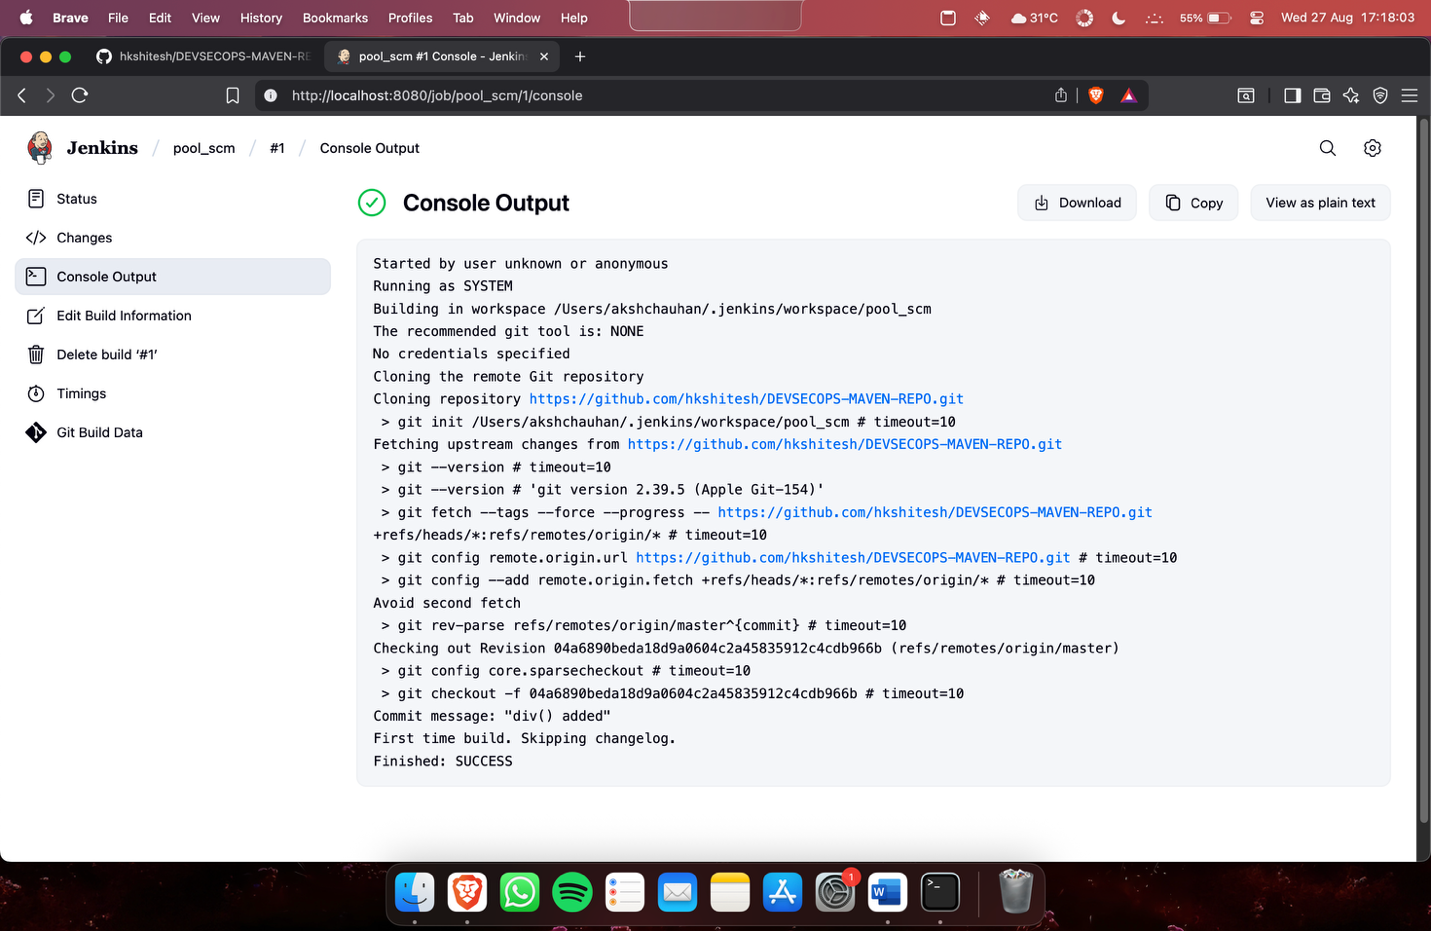 Brave File Edit View History Bookmarks Profiles Tab Window Help 31°C 55% Wed 27 Aug 17:18:03
hkshitesh/DEVSECOPS-MAVEN-RE pool_scm #1 Console - Jenkins
http://localhost:8080/job/pool_scm/1/console
Jenkins / pool_scm / #1 / Console Output
Status
Changes
Console Output
Edit Build Information
Delete build ‘#1’
Timings
Git Build Data
Console Output
Download Copy View as plain text
Started by user unknown or anonymous
Running as SYSTEM
Building in workspace /Users/akshchauhan/.jenkins/workspace/pool_scm
The recommended git tool is: NONE
No credentials specified
Cloning the remote Git repository
Cloning repository https://github.com/hkshitesh/DEVSECOPS-MAVEN-REPO.git
> git init /Users/akshchauhan/.jenkins/workspace/pool_scm # timeout=10
Fetching upstream changes from https://github.com/hkshitesh/DEVSECOPS-MAVEN-REPO.git
> git --version # timeout=10
> git --version # 'git version 2.39.5 (Apple Git-154)'
> git fetch --tags --force --progress -- https://github.com/hkshitesh/DEVSECOPS-MAVEN-REPO.git
+refs/heads/*:refs/remotes/origin/* # timeout=10
> git config remote.origin.url https://github.com/hkshitesh/DEVSECOPS-MAVEN-REPO.git # timeout=10
> git config --add remote.origin.fetch +refs/heads/*:refs/remotes/origin/* # timeout=10
Avoid second fetch
> git rev-parse refs/remotes/origin/master^{commit} # timeout=10
Checking out Revision 04a6890beda18d9a0604c2a45835912c4cdb966b (refs/remotes/origin/master)
> git config core.sparsecheckout # timeout=10
> git checkout -f 04a6890beda18d9a0604c2a45835912c4cdb966b # timeout=10
Commit message: "div() added"
First time build. Skipping changelog.
Finished: SUCCESS
1
W